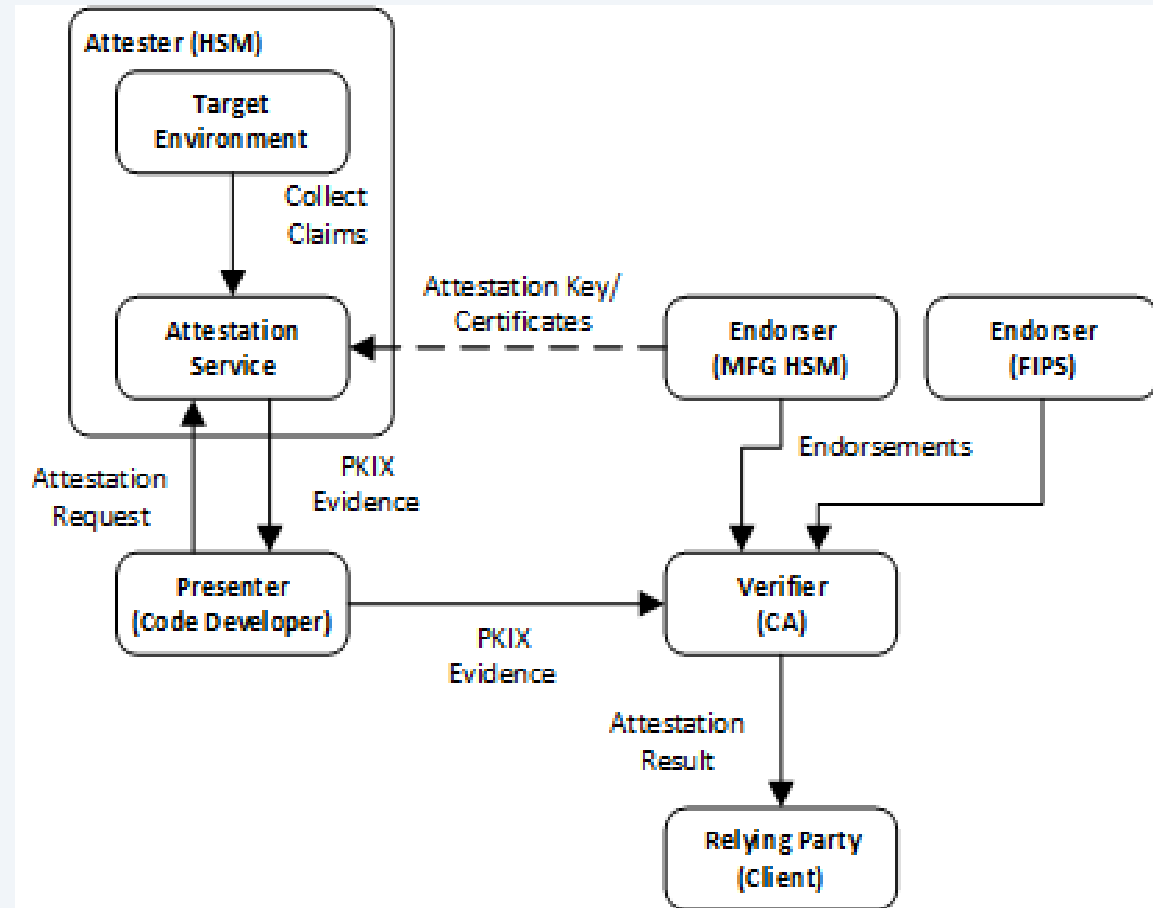 Attester (HSM)
Target
Environment
Collect
Claims
Attestation Key/
Certificates
Attestation
Service
Endorser
(MFG HSM)
Endorser
(FIPS)
Endorsements
Attestation
Request
PKIX
Evidence
Presenter
(Code Developer)
Verifier
(CA)
PKIX
Evidence
Attestation
Result
Relying Party
(Client)